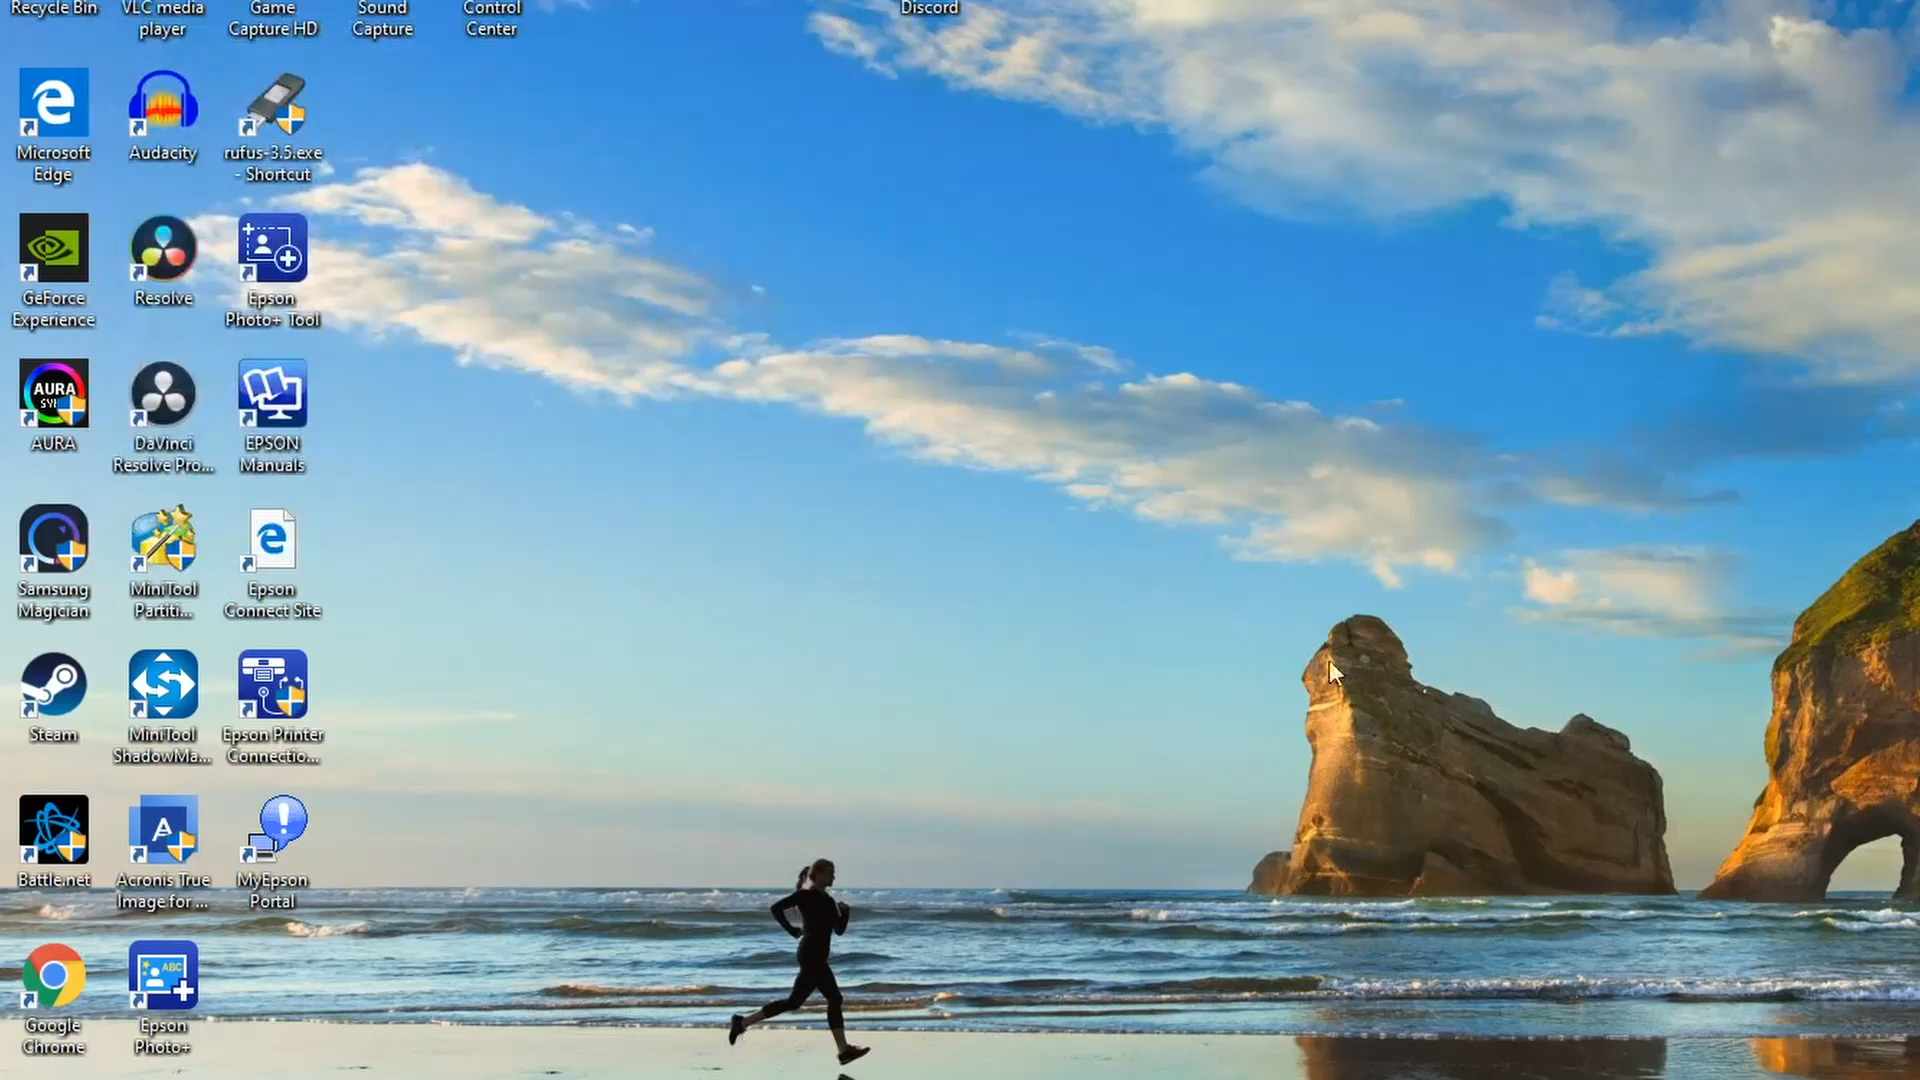 Recycle Bin
VLC media
player
Game
Capture HD
Sound
Capture
Control
Center
Discord
Microsoft
Edge
Audacity
rufus-3.5.exe
- Shortcut
GeForce
Experience
Resolve
Epson
Photo+ Tool
AURA
AURA
DaVinci
Resolve Pro...
EPSON
Manuals
Samsung
Magician
MiniTool
Partiti...
Epson
Connect Site
Steam
MiniTool
ShadowMa...
Epson Printer
Connectio...
Battle.net
Acronis True
Image for ...
MyEpson
Portal
Google
Chrome
ABC
Epson
Photo+